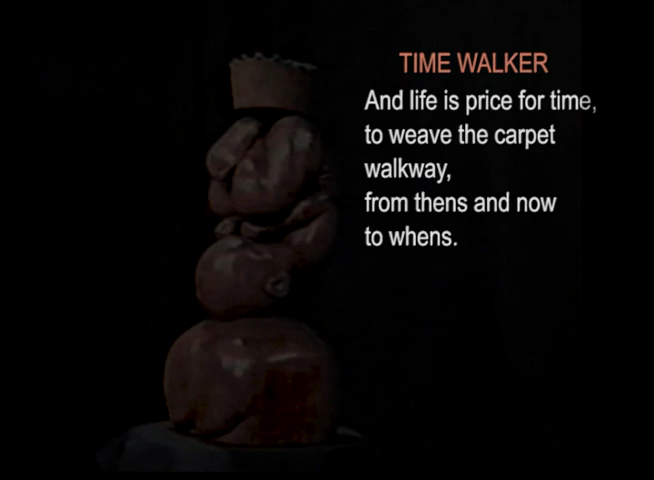 TIME WALKER
And life is price for time,
to weave the carpet
walkway,
from thens and now
to whens.